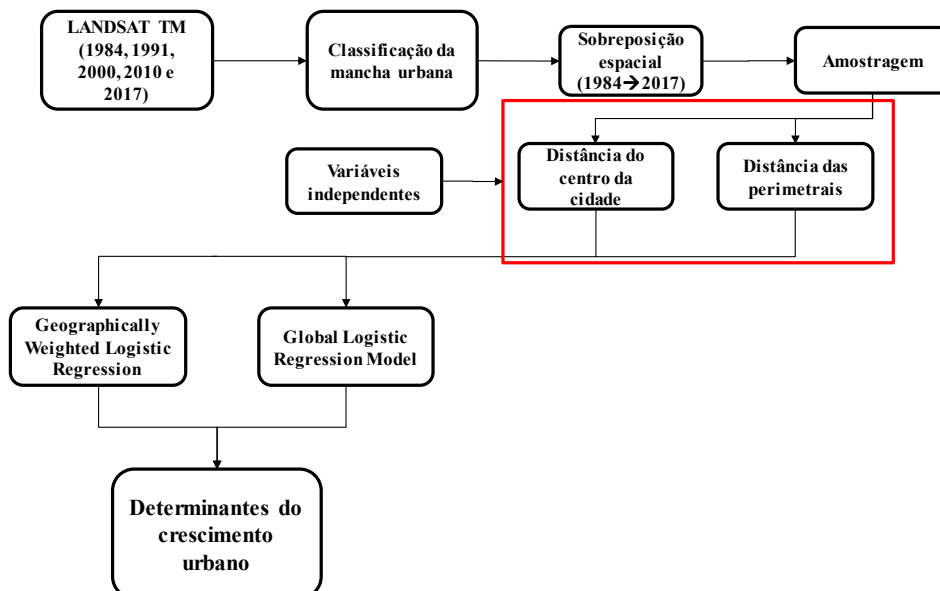 LANDSAT TM
(1984, 1991,
2000, 2010 e
2017)
Classificação da
mancha urbana
Sobreposição
espacial
(1984→2017)
Amostragem
Variáveis
independentes
Distância do
centro da
cidade
Distância das
perimetrais
Geographically
Weighted Logistic
Regression
Global Logistic
Regression Model
Determinantes do
crescimento
urbano